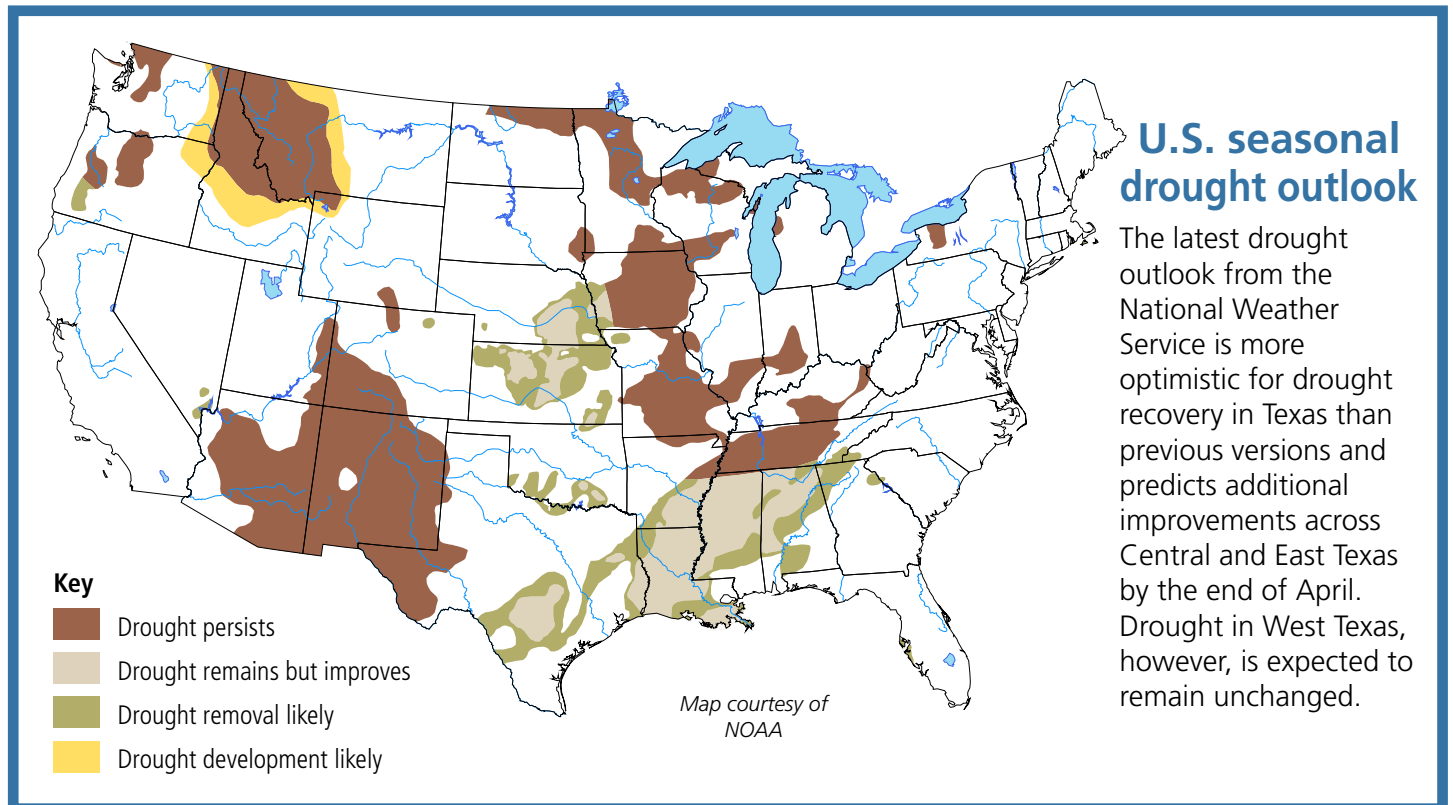 U.S. seasonal
drought outlook
The latest drought
outlook from the
National Weather
Service is more
optimistic for drought
recovery in Texas than
previous versions and
predicts additional
improvements across
Central and East Texas
by the end of April.
Drought in West Texas,
however, is expected to
remain unchanged.
Key
Drought persists
Drought remains but improves
Drought removal likely
Drought development likely
Map courtesy of
NOAA